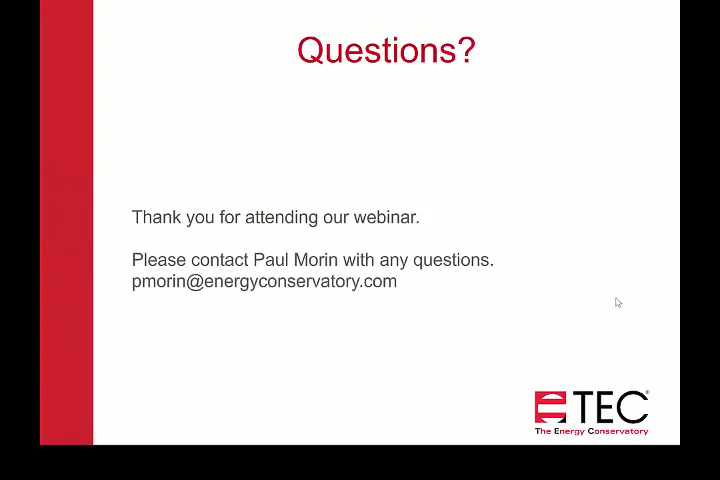 Questions?
Thank you for attending our webinar.
Please contact Paul Morin with any questions.
pmorin@energyconservatory.com
TEC®
The Energy Conservatory